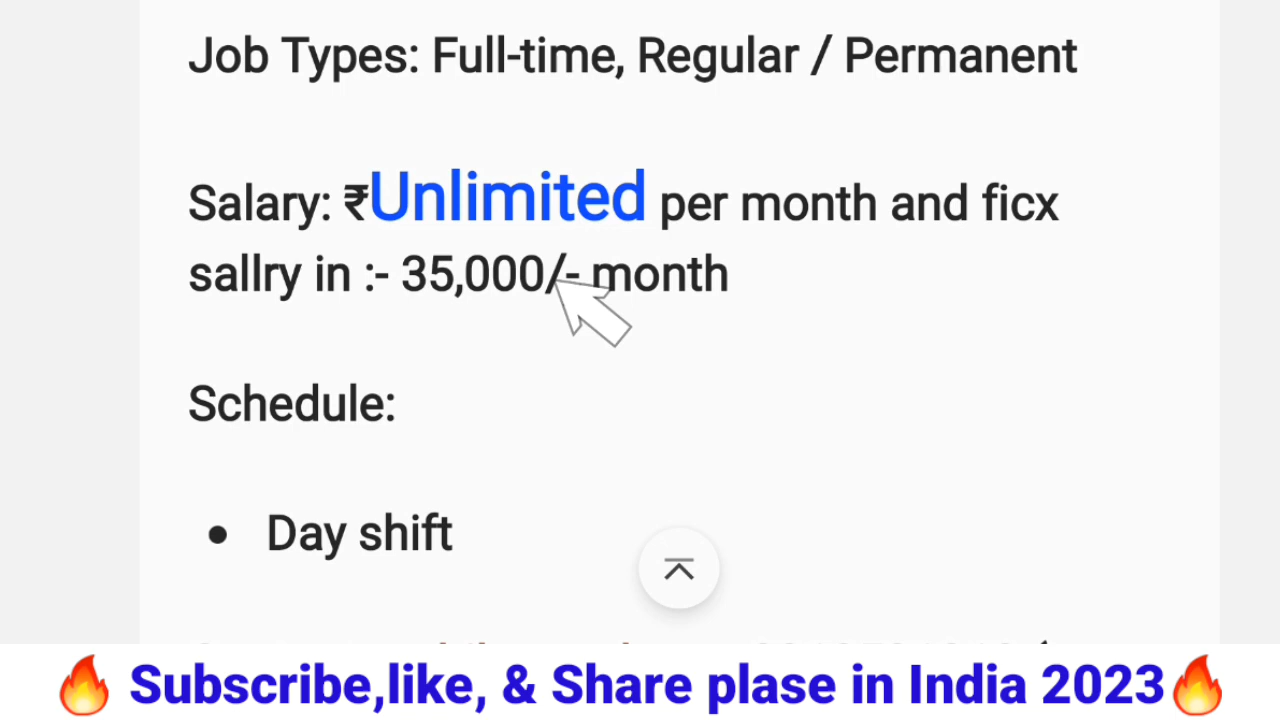 Job Types: Full-time, Regular / Permanent
Salary: ₹Unlimited per month and ficx
sallry in :- 35,000/- month
Schedule:
• Day shift
🔥 Subscribe,like, & Share plase in India 2023🔥